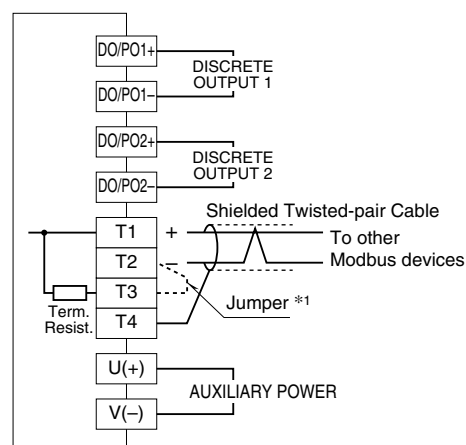 DO/PO1+
DISCRETE
OUTPUT 1
DO/PO1–
DO/PO2+
DISCRETE
OUTPUT 2
DO/PO2–
Shielded Twisted-pair Cable
T1 +
To other
Modbus devices
T2 –
T3
Jumper *1
Term.
Resist.
T4
U(+)
AUXILIARY POWER
V(–)